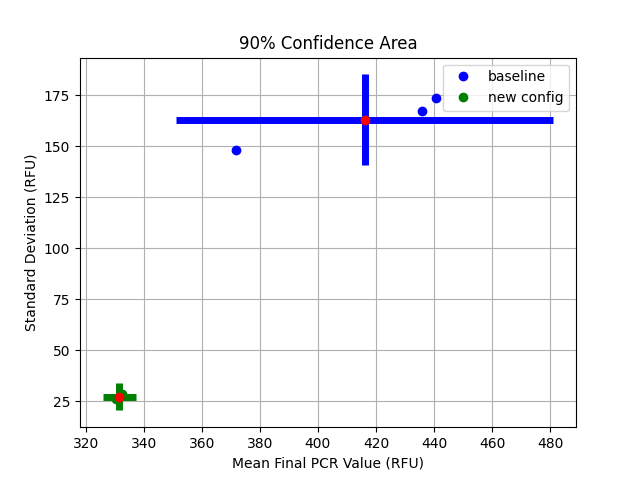 90% Confidence Area
baseline
new config
175
150
125
100
75
50
25
Standard Deviation (RFU)
320 340 360 380 400 420 440 460 480
Mean Final PCR Value (RFU)